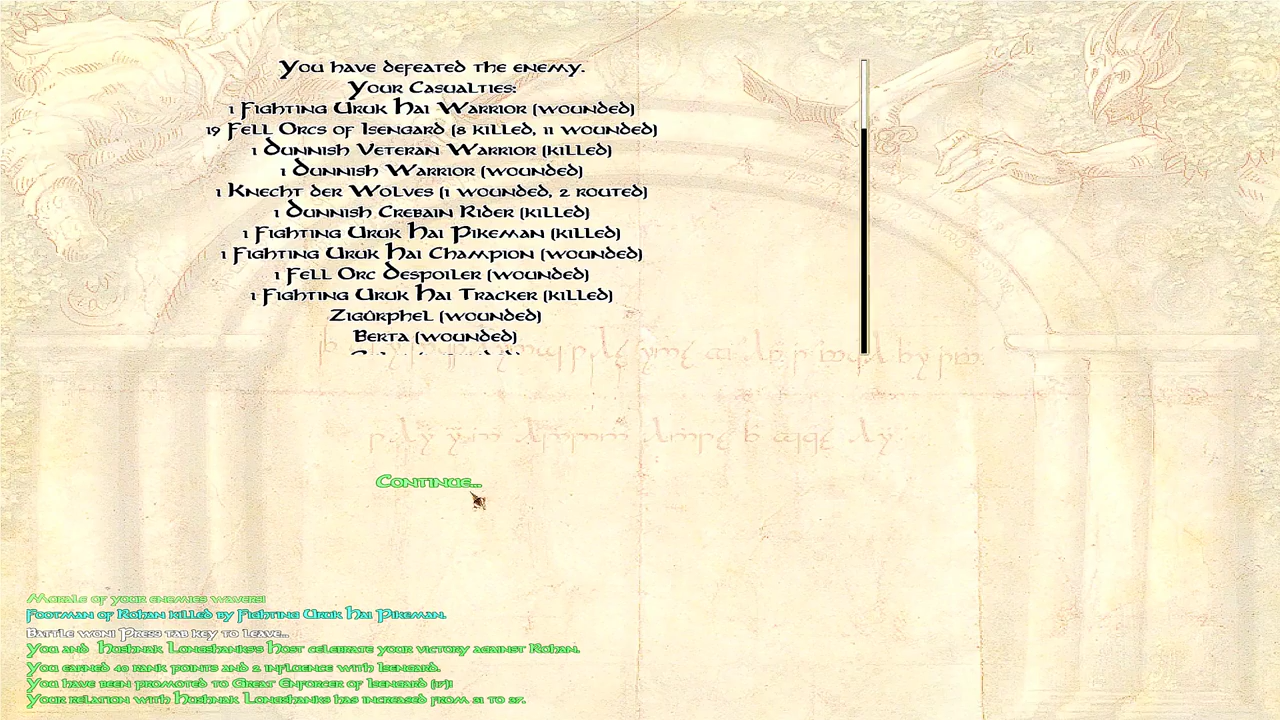 You have defeated the enemy.
Your Casualties:
1 Fighting Uruk Hai Warrior (wounded)
19 Fell Orcs of Isengard (8 killed, 11 wounded)
1 Dunnish Veteran Warrior (killed)
1 Dunnish Warrior (wounded)
1 Knecht der Wolves (1 wounded, 2 routed)
1 Dunnish Crebain Rider (killed)
1 Fighting Uruk Hai Pikeman (killed)
1 Fighting Uruk Hai Champion (wounded)
1 Fell Orc Despoiler (wounded)
1 Fighting Uruk Hai Tracker (killed)
Zigûrphel (wounded)
Berta (wounded)
Continue...
Morale of your enemies wavers!
Footman of Rohan killed by Fighting Uruk Hai Pikeman.
Battle won! Press tab key to leave...
You and Hushnak Longshanks's Host celebrate your victory against Rohan.
You earned 40 rank points and 2 influence with Isengard.
You have been promoted to Great Enforcer of Isengard (17)!
Your relation with Hushnak Longshanks has increased from 21 to 27.